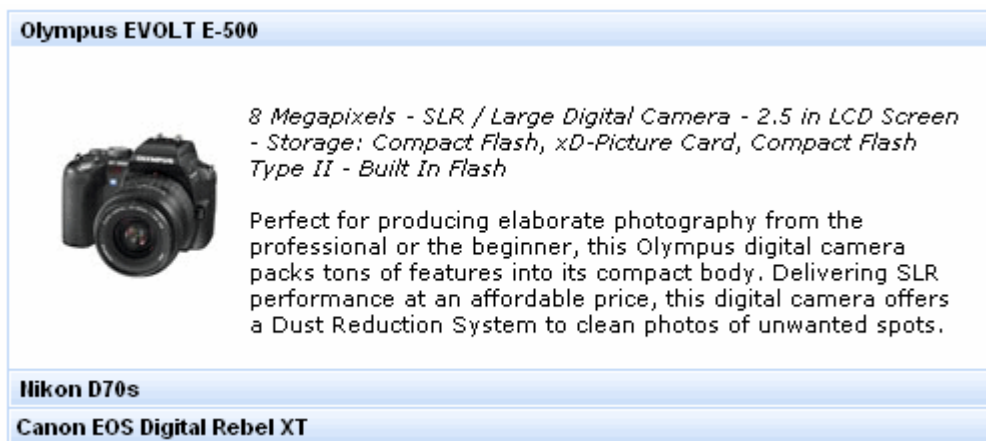 Olympus EVOLT E-500
8 Megapixels - SLR / Large Digital Camera - 2.5 in LCD Screen
- Storage: Compact Flash, xD-Picture Card, Compact Flash
Type II - Built In Flash
OLYMPUS
Perfect for producing elaborate photography from the
professional or the beginner, this Olympus digital camera
packs tons of features into its compact body. Delivering SLR
performance at an affordable price, this digital camera offers
a Dust Reduction System to clean photos of unwanted spots.
Nikon D70s
Canon EOS Digital Rebel XT